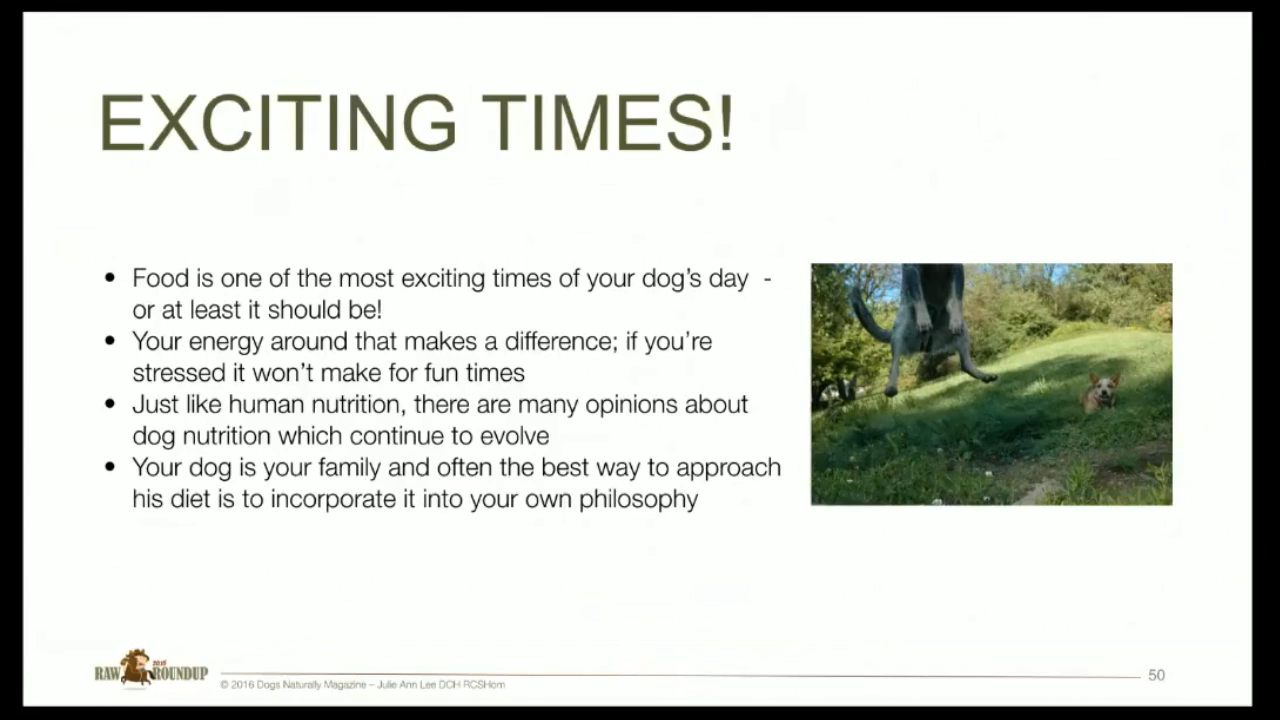 EXCITING TIMES!
• Food is one of the most exciting times of your dog’s day -
or at least it should be!
• Your energy around that makes a difference; if you’re
stressed it won’t make for fun times
• Just like human nutrition, there are many opinions about
dog nutrition which continue to evolve
• Your dog is your family and often the best way to approach
his diet is to incorporate it into your own philosophy
RAW 2016 ROUNDUP
© 2016 Dogs Naturally Magazine – Julie Ann Lee DCH RCSHom
50